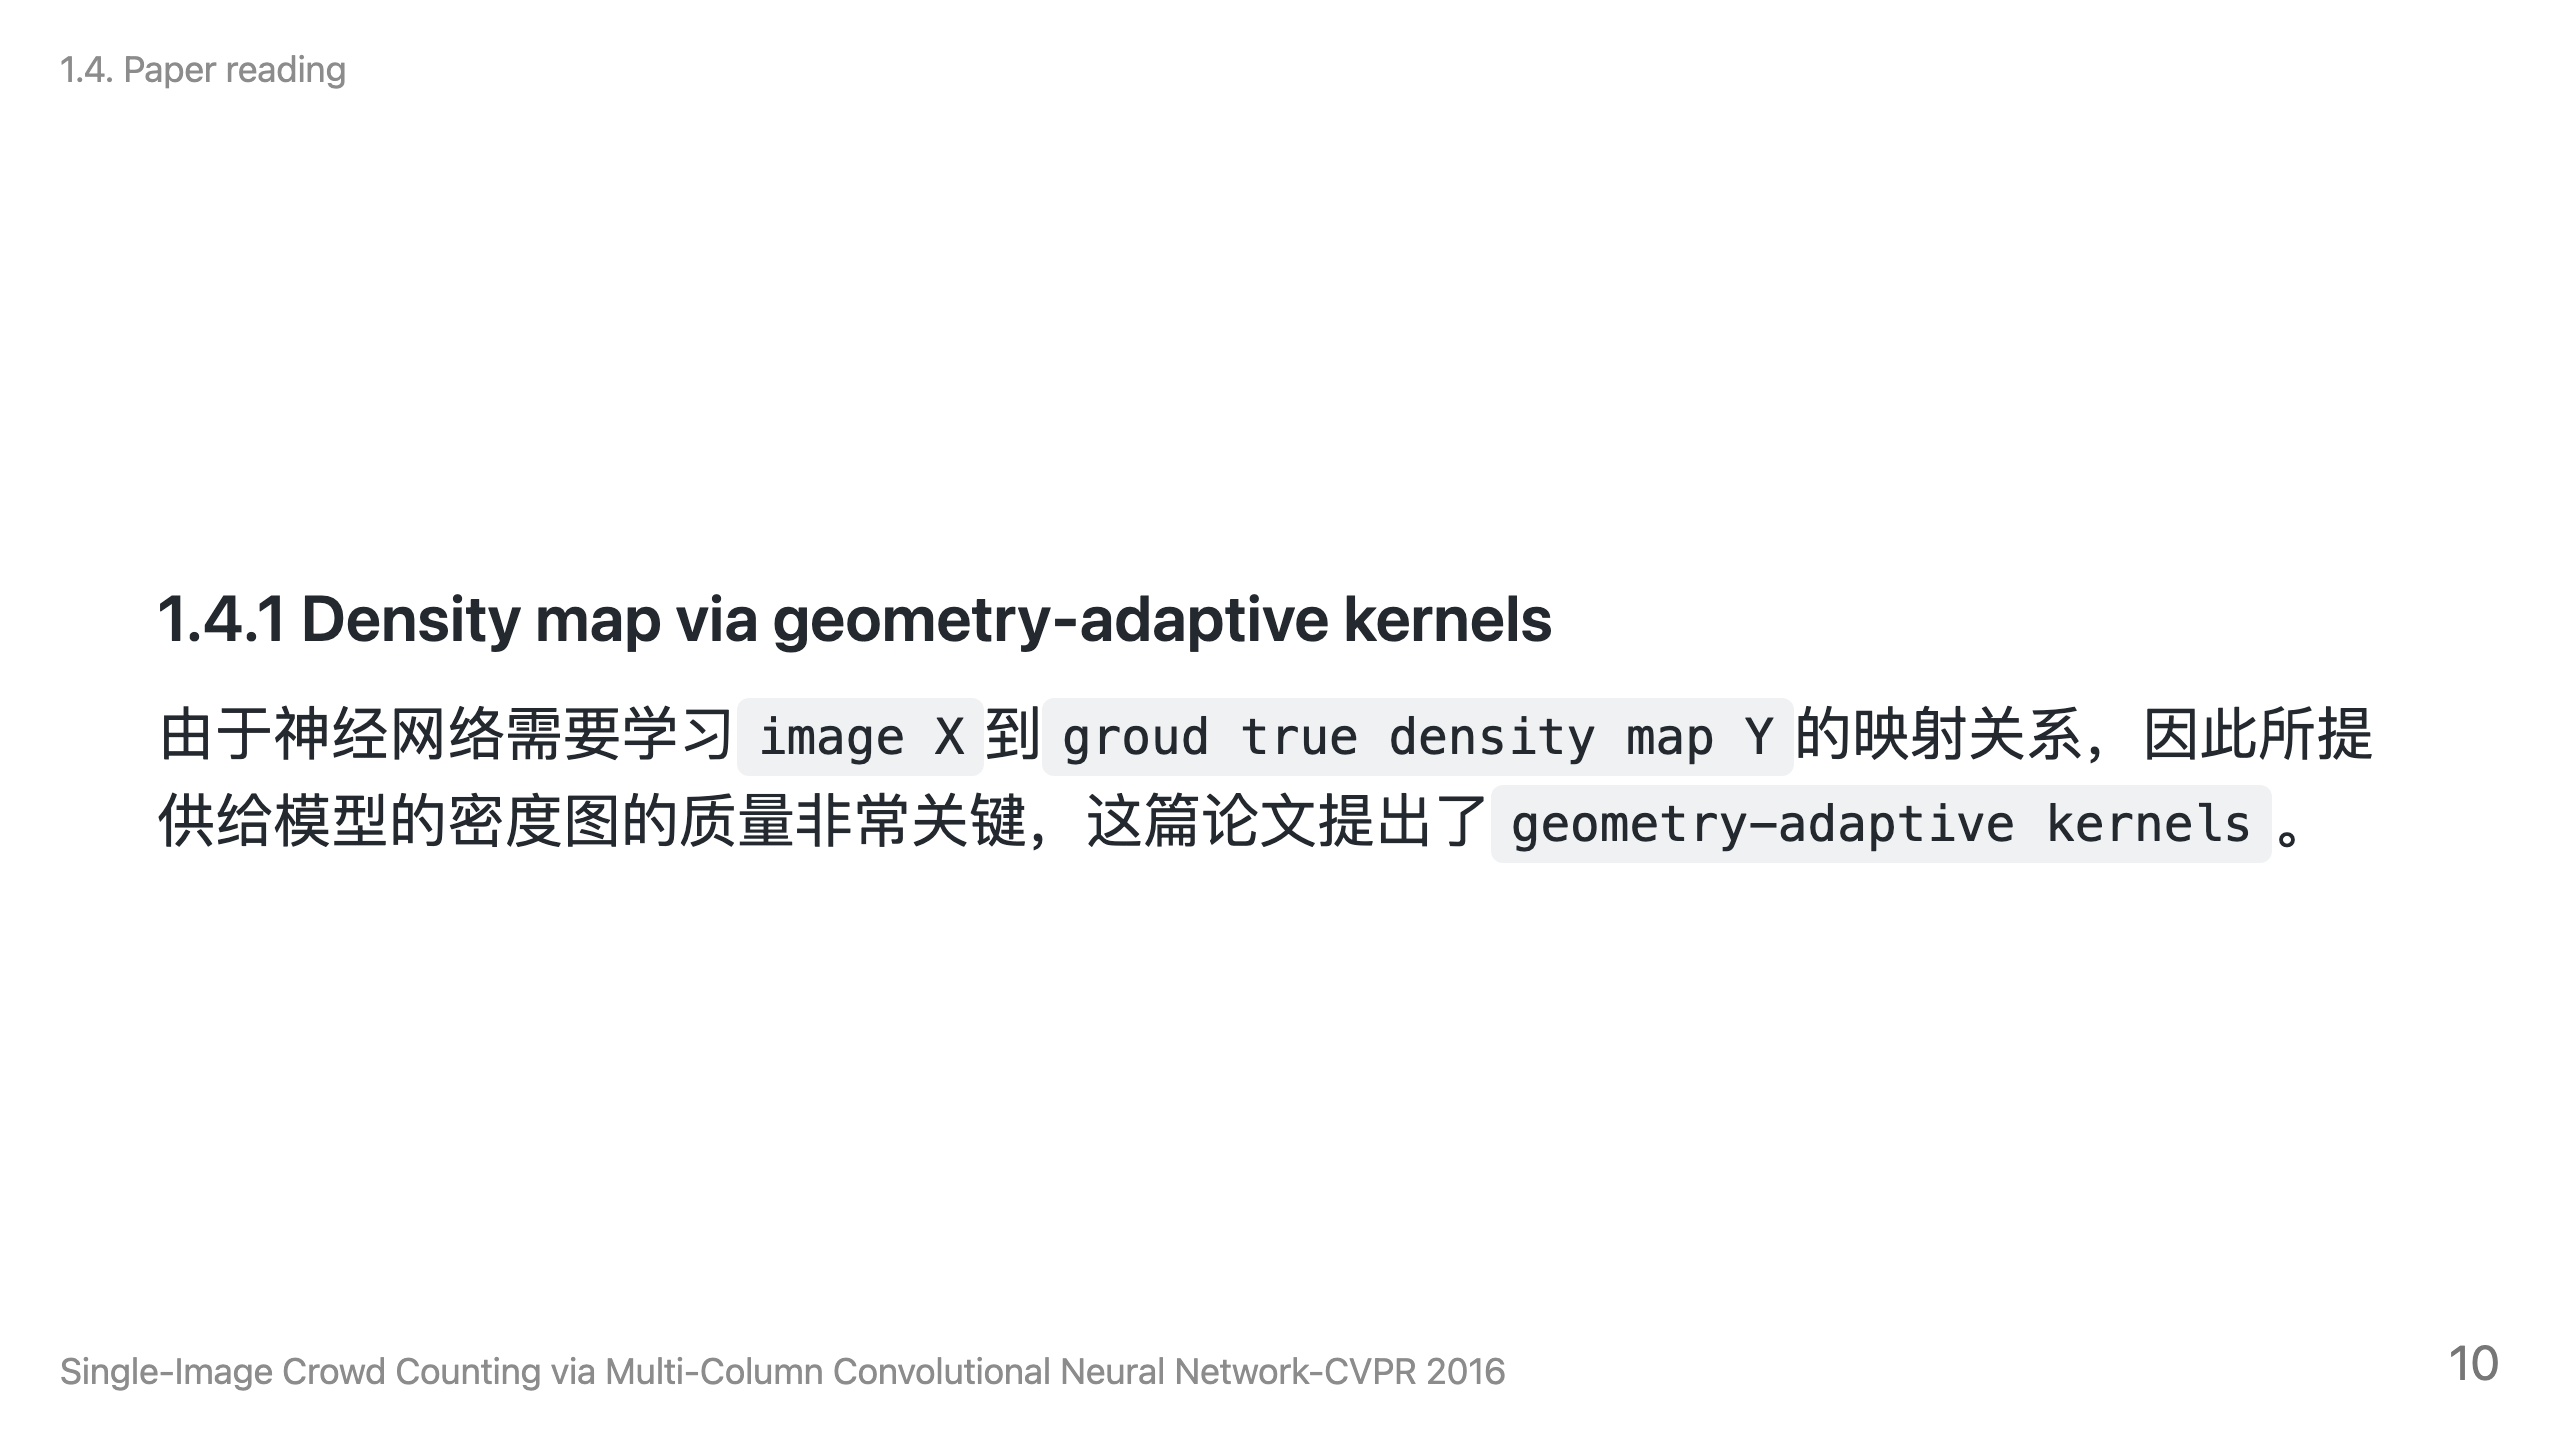 1.4. Paper reading
1.4.1 Density map via geometry-adaptive kernels
由于神经网络需要学习 image X 到 groud true density map Y 的映射关系，因此所提
供给模型的密度图的质量非常关键，这篇论文提出了 geometry-adaptive kernels 。
Single-Image Crowd Counting via Multi-Column Convolutional Neural Network-CVPR 2016
10